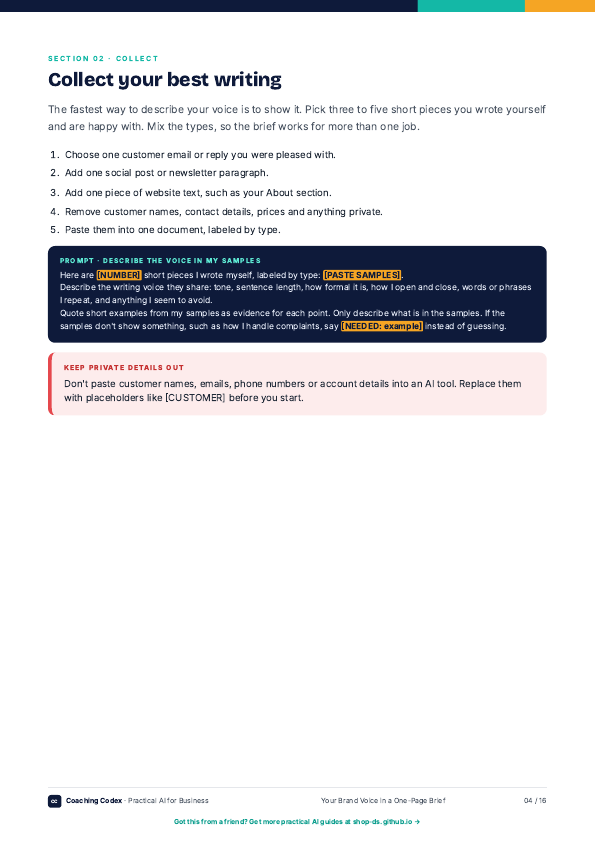 SECTION 02 · COLLECT
Collect your best writing
The fastest way to describe your voice is to show it. Pick three to five short pieces you wrote yourself
and are happy with. Mix the types, so the brief works for more than one job.
1. Choose one customer email or reply you were pleased with.
2. Add one social post or newsletter paragraph.
3. Add one piece of website text, such as your About section.
4. Remove customer names, contact details, prices and anything private.
5. Paste them into one document, labeled by type.
PROMPT · DESCRIBE THE VOICE IN MY SAMPLES
Here are [NUMBER] short pieces I wrote myself, labeled by type: [PASTE SAMPLES].
Describe the writing voice they share: tone, sentence length, how formal it is, how I open and close, words or phrases
I repeat, and anything I seem to avoid.
Quote short examples from my samples as evidence for each point. Only describe what is in the samples. If the
samples don't show something, such as how I handle complaints, say [NEEDED: example] instead of guessing.
KEEP PRIVATE DETAILS OUT
Don't paste customer names, emails, phone numbers or account details into an AI tool. Replace them
with placeholders like [CUSTOMER] before you start.
cc Coaching Codex · Practical AI for Business Your Brand Voice in a One-Page Brief 04 / 16
Got this from a friend? Get more practical AI guides at shop-ds.github.io →